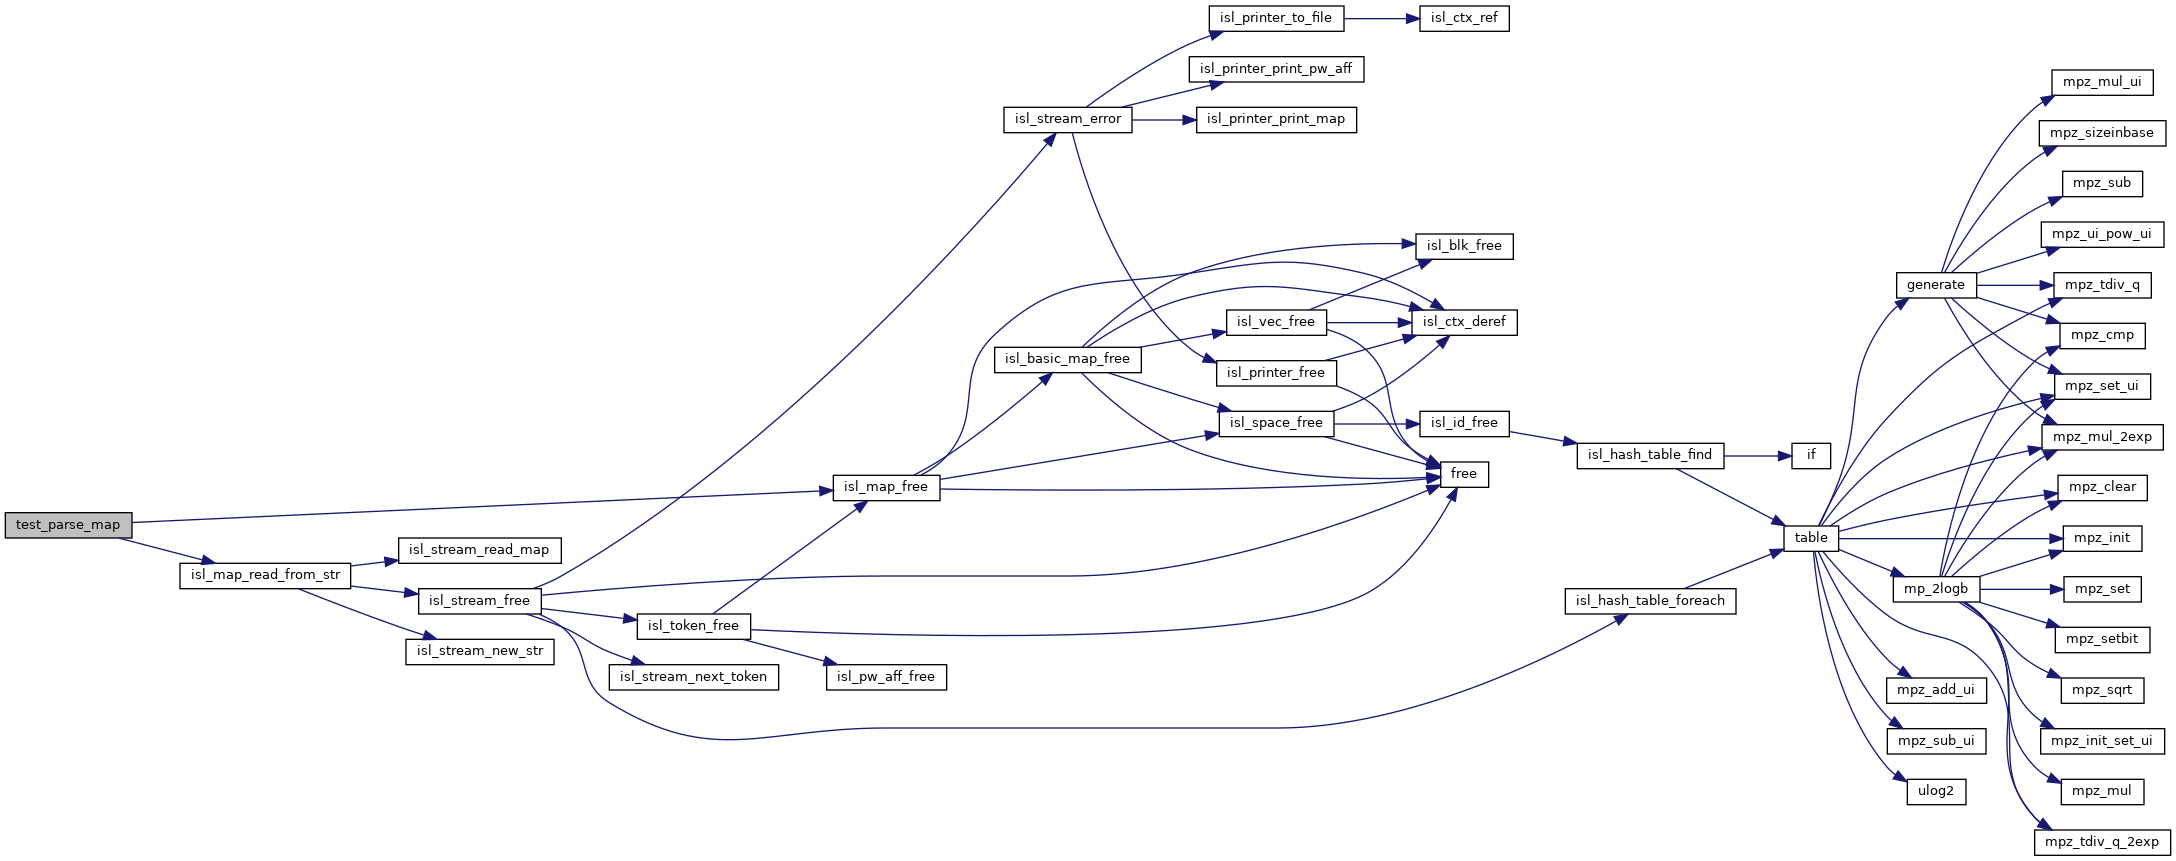 test_parse_map
isl_map_read_from_str
isl_stream_read_map
isl_stream_free
isl_stream_new_str
isl_token_free
isl_stream_next_token
isl_map_free
isl_pw_aff_free
isl_stream_error
isl_basic_map_free
isl_printer_to_file
isl_printer_print_pw_aff
isl_printer_print_map
isl_vec_free
isl_printer_free
isl_space_free
isl_ctx_ref
isl_blk_free
isl_ctx_deref
isl_id_free
free
isl_hash_table_find
isl_hash_table_foreach
if
table
generate
mp_2logb
mpz_add_ui
mpz_sub_ui
ulog2
mpz_mul_ui
mpz_sizeinbase
mpz_sub
mpz_ui_pow_ui
mpz_tdiv_q
mpz_cmp
mpz_set_ui
mpz_mul_2exp
mpz_clear
mpz_init
mpz_set
mpz_setbit
mpz_sqrt
mpz_init_set_ui
mpz_mul
mpz_tdiv_q_2exp